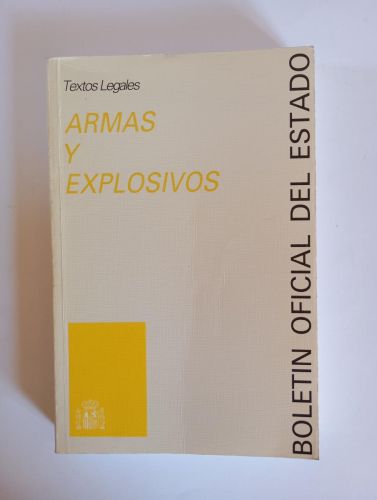 Textos Legales
ARMAS
Y
EXPLOSIVOS
BOLETIN OFICIAL DEL ESTADO